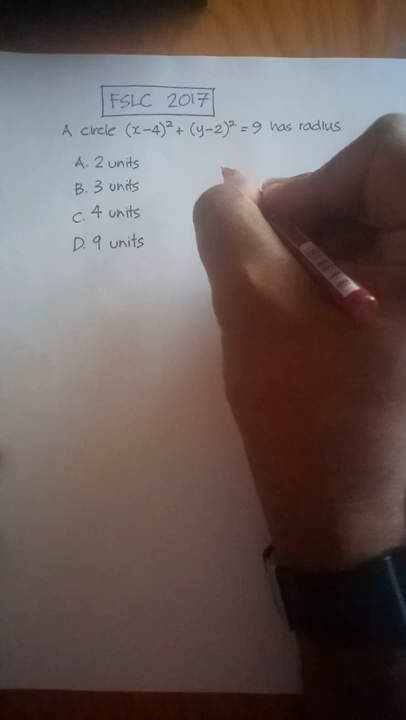 FSLC 2017
A circle (x-4)² + (y-2)² = 9 has radius
A. 2 units
B. 3 units
C. 4 units
D. 9 units